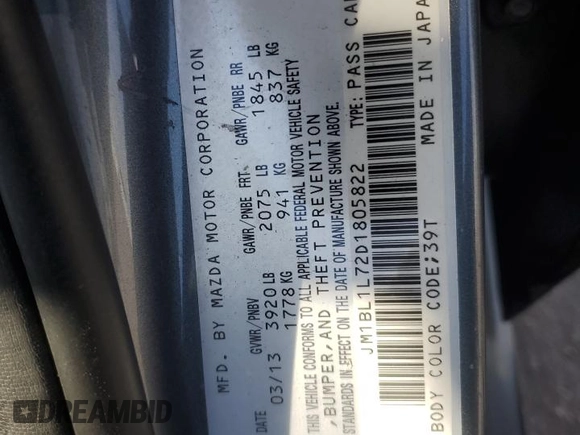 MFD. BY MAZDA MOTOR CORPORATION
GVWR/PNBV GAWR/PNBE FRT. GAWR/PNBE RR
DATE 3920 LB 2075 LB 1845 LB
03/13 1778 KG 941 KG 837 KG
THIS VEHICLE CONFORMS TO ALL APPLICABLE FEDERAL MOTOR VEHICLE SAFETY
,BUMPER,AND THEFT PREVENTION
STANDARDS IN EFFECT ON THE DATE OF MANUFACTURE SHOWN ABOVE.
JM1BL1L72D1805822 TYPE: PASS CAR
BODY COLOR CODE;39T MADE IN JAPA
DREAMBID